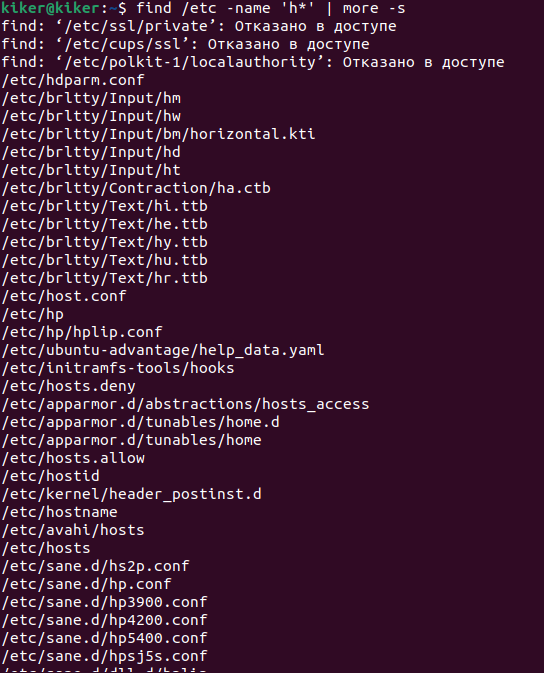 kiker@kiker:~$ find /etc -name 'h*' | more -s
find: ‘/etc/ssl/private’: Отказано в доступе
find: ‘/etc/cups/ssl’: Отказано в доступе
find: ‘/etc/polkit-1/localauthority’: Отказано в доступе
/etc/hdparm.conf
/etc/brltty/Input/hm
/etc/brltty/Input/hw
/etc/brltty/Input/bm/horizontal.kti
/etc/brltty/Input/hd
/etc/brltty/Input/ht
/etc/brltty/Contraction/ha.ctb
/etc/brltty/Text/hi.ttb
/etc/brltty/Text/he.ttb
/etc/brltty/Text/hy.ttb
/etc/brltty/Text/hu.ttb
/etc/brltty/Text/hr.ttb
/etc/host.conf
/etc/hp
/etc/hp/hplip.conf
/etc/ubuntu-advantage/help_data.yaml
/etc/initramfs-tools/hooks
/etc/hosts.deny
/etc/apparmor.d/abstractions/hosts_access
/etc/apparmor.d/tunables/home.d
/etc/apparmor.d/tunables/home
/etc/hosts.allow
/etc/hostid
/etc/kernel/header_postinst.d
/etc/hostname
/etc/avahi/hosts
/etc/hosts
/etc/sane.d/hs2p.conf
/etc/sane.d/hp.conf
/etc/sane.d/hp3900.conf
/etc/sane.d/hp4200.conf
/etc/sane.d/hp5400.conf
/etc/sane.d/hpsj5s.conf